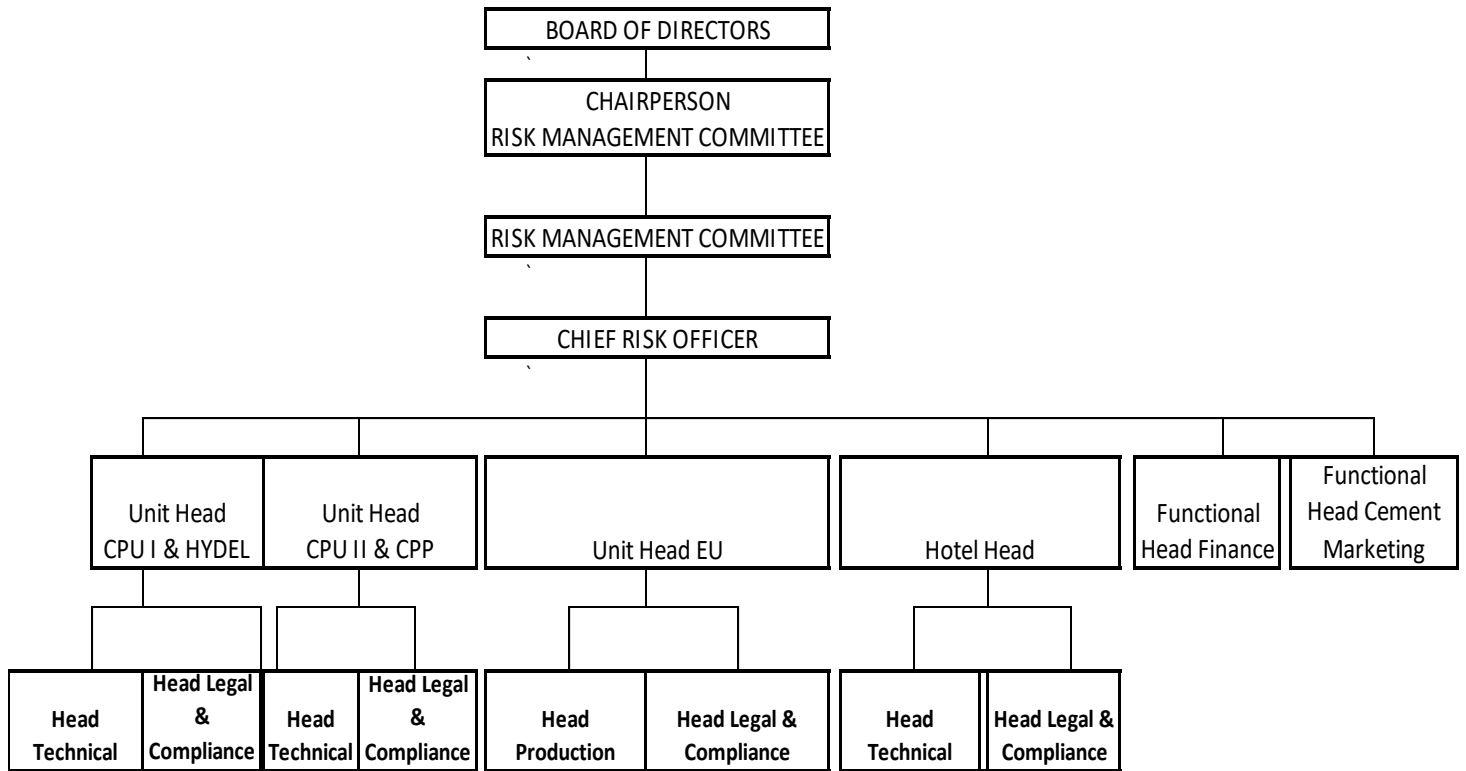 BOARD OF DIRECTORS
`
CHAIRPERSON
RISK MANAGEMENT COMMITTEE
RISK MANAGEMENT COMMITTEE
`
CHIEF RISK OFFICER
`
Unit Head
CPU I & HYDEL
Unit Head
CPU II & CPP
Unit Head EU
Hotel Head
Functional
Head Finance
Functional
Head Cement
Marketing
Head
Technical
Head Legal
&
Compliance
Head
Technical
Head Legal
&
Compliance
Head
Production
Head Legal &
Compliance
Head
Technical
Head Legal &
Compliance